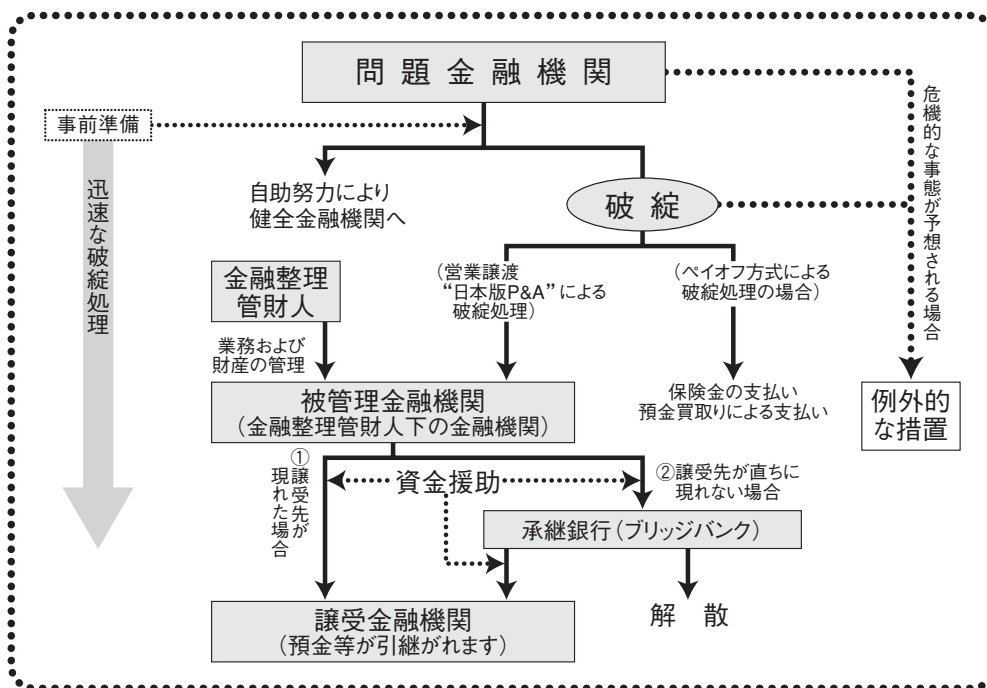 問題金融機関
事前準備
迅速な破綻処理
危機的な事態が予想される場合
自助努力により
健全金融機関へ
破綻
金融整理
管財人
(営業譲渡
“日本版P&A”による
破綻処理)
(ペイオフ方式による
破綻処理の場合)
業務および
財産の管理
被管理金融機関
(金融整理管財人下の金融機関)
保険金の支払い
預金買取りによる支払い
例外的
な措置
①譲受先が
現れた場合
資金援助
②譲受先が直ちに
現れない場合
承継銀行(ブリッジバンク)
譲受金融機関
(預金等が引継がれます)
解散